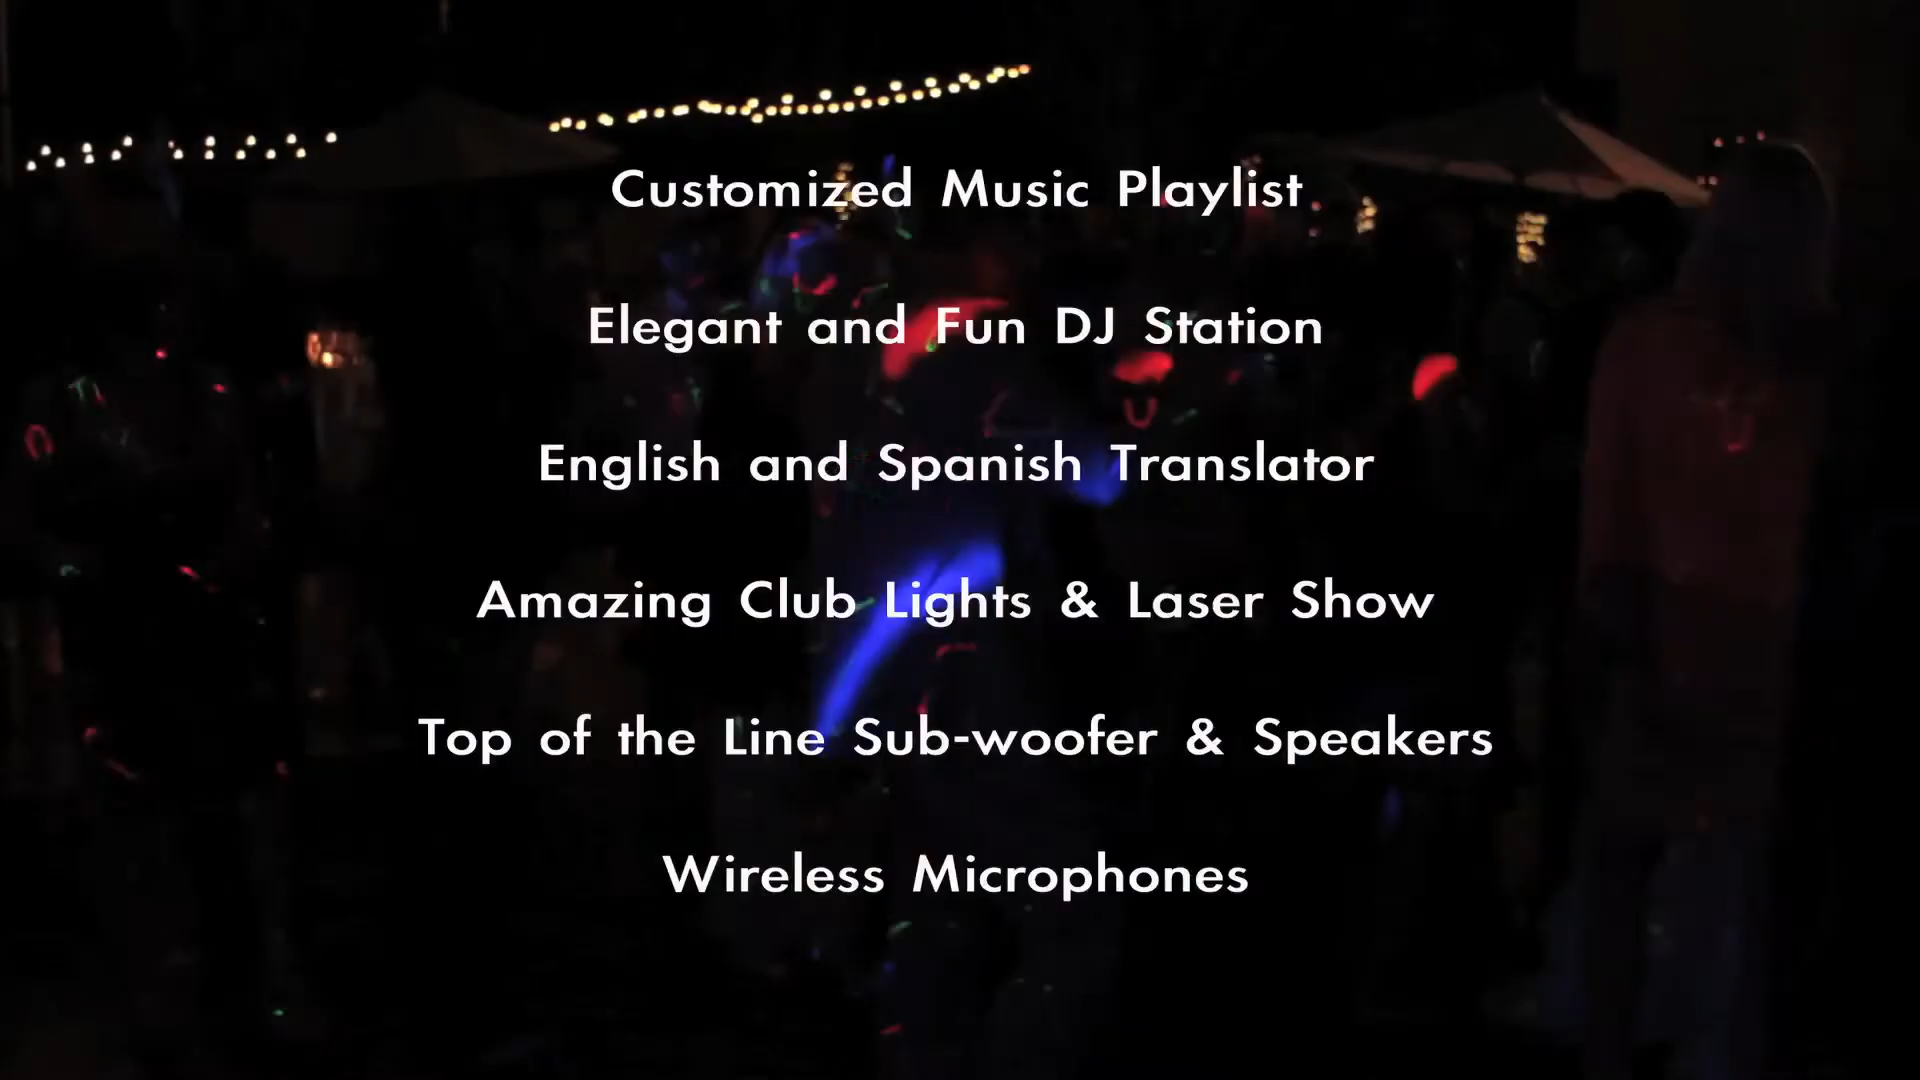 Customized Music Playlist
Elegant and Fun DJ Station
English and Spanish Translator
Amazing Club Lights & Laser Show
Top of the Line Sub-woofer & Speakers
Wireless Microphones